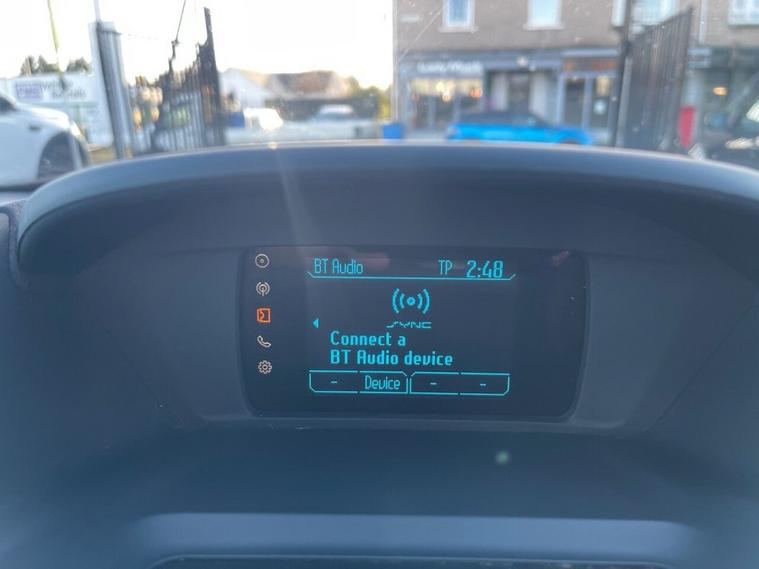 BT Audio TP 2:48
SYNC
Connect a
BT Audio device
- Device - -